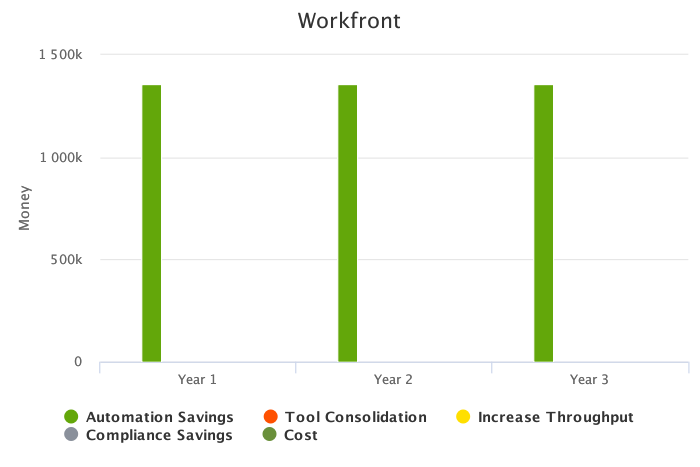 Workfront
1 500k
1 000k
500k
0
Money
Year 1 Year 2 Year 3
Automation Savings Tool Consolidation Increase Throughput
Compliance Savings Cost